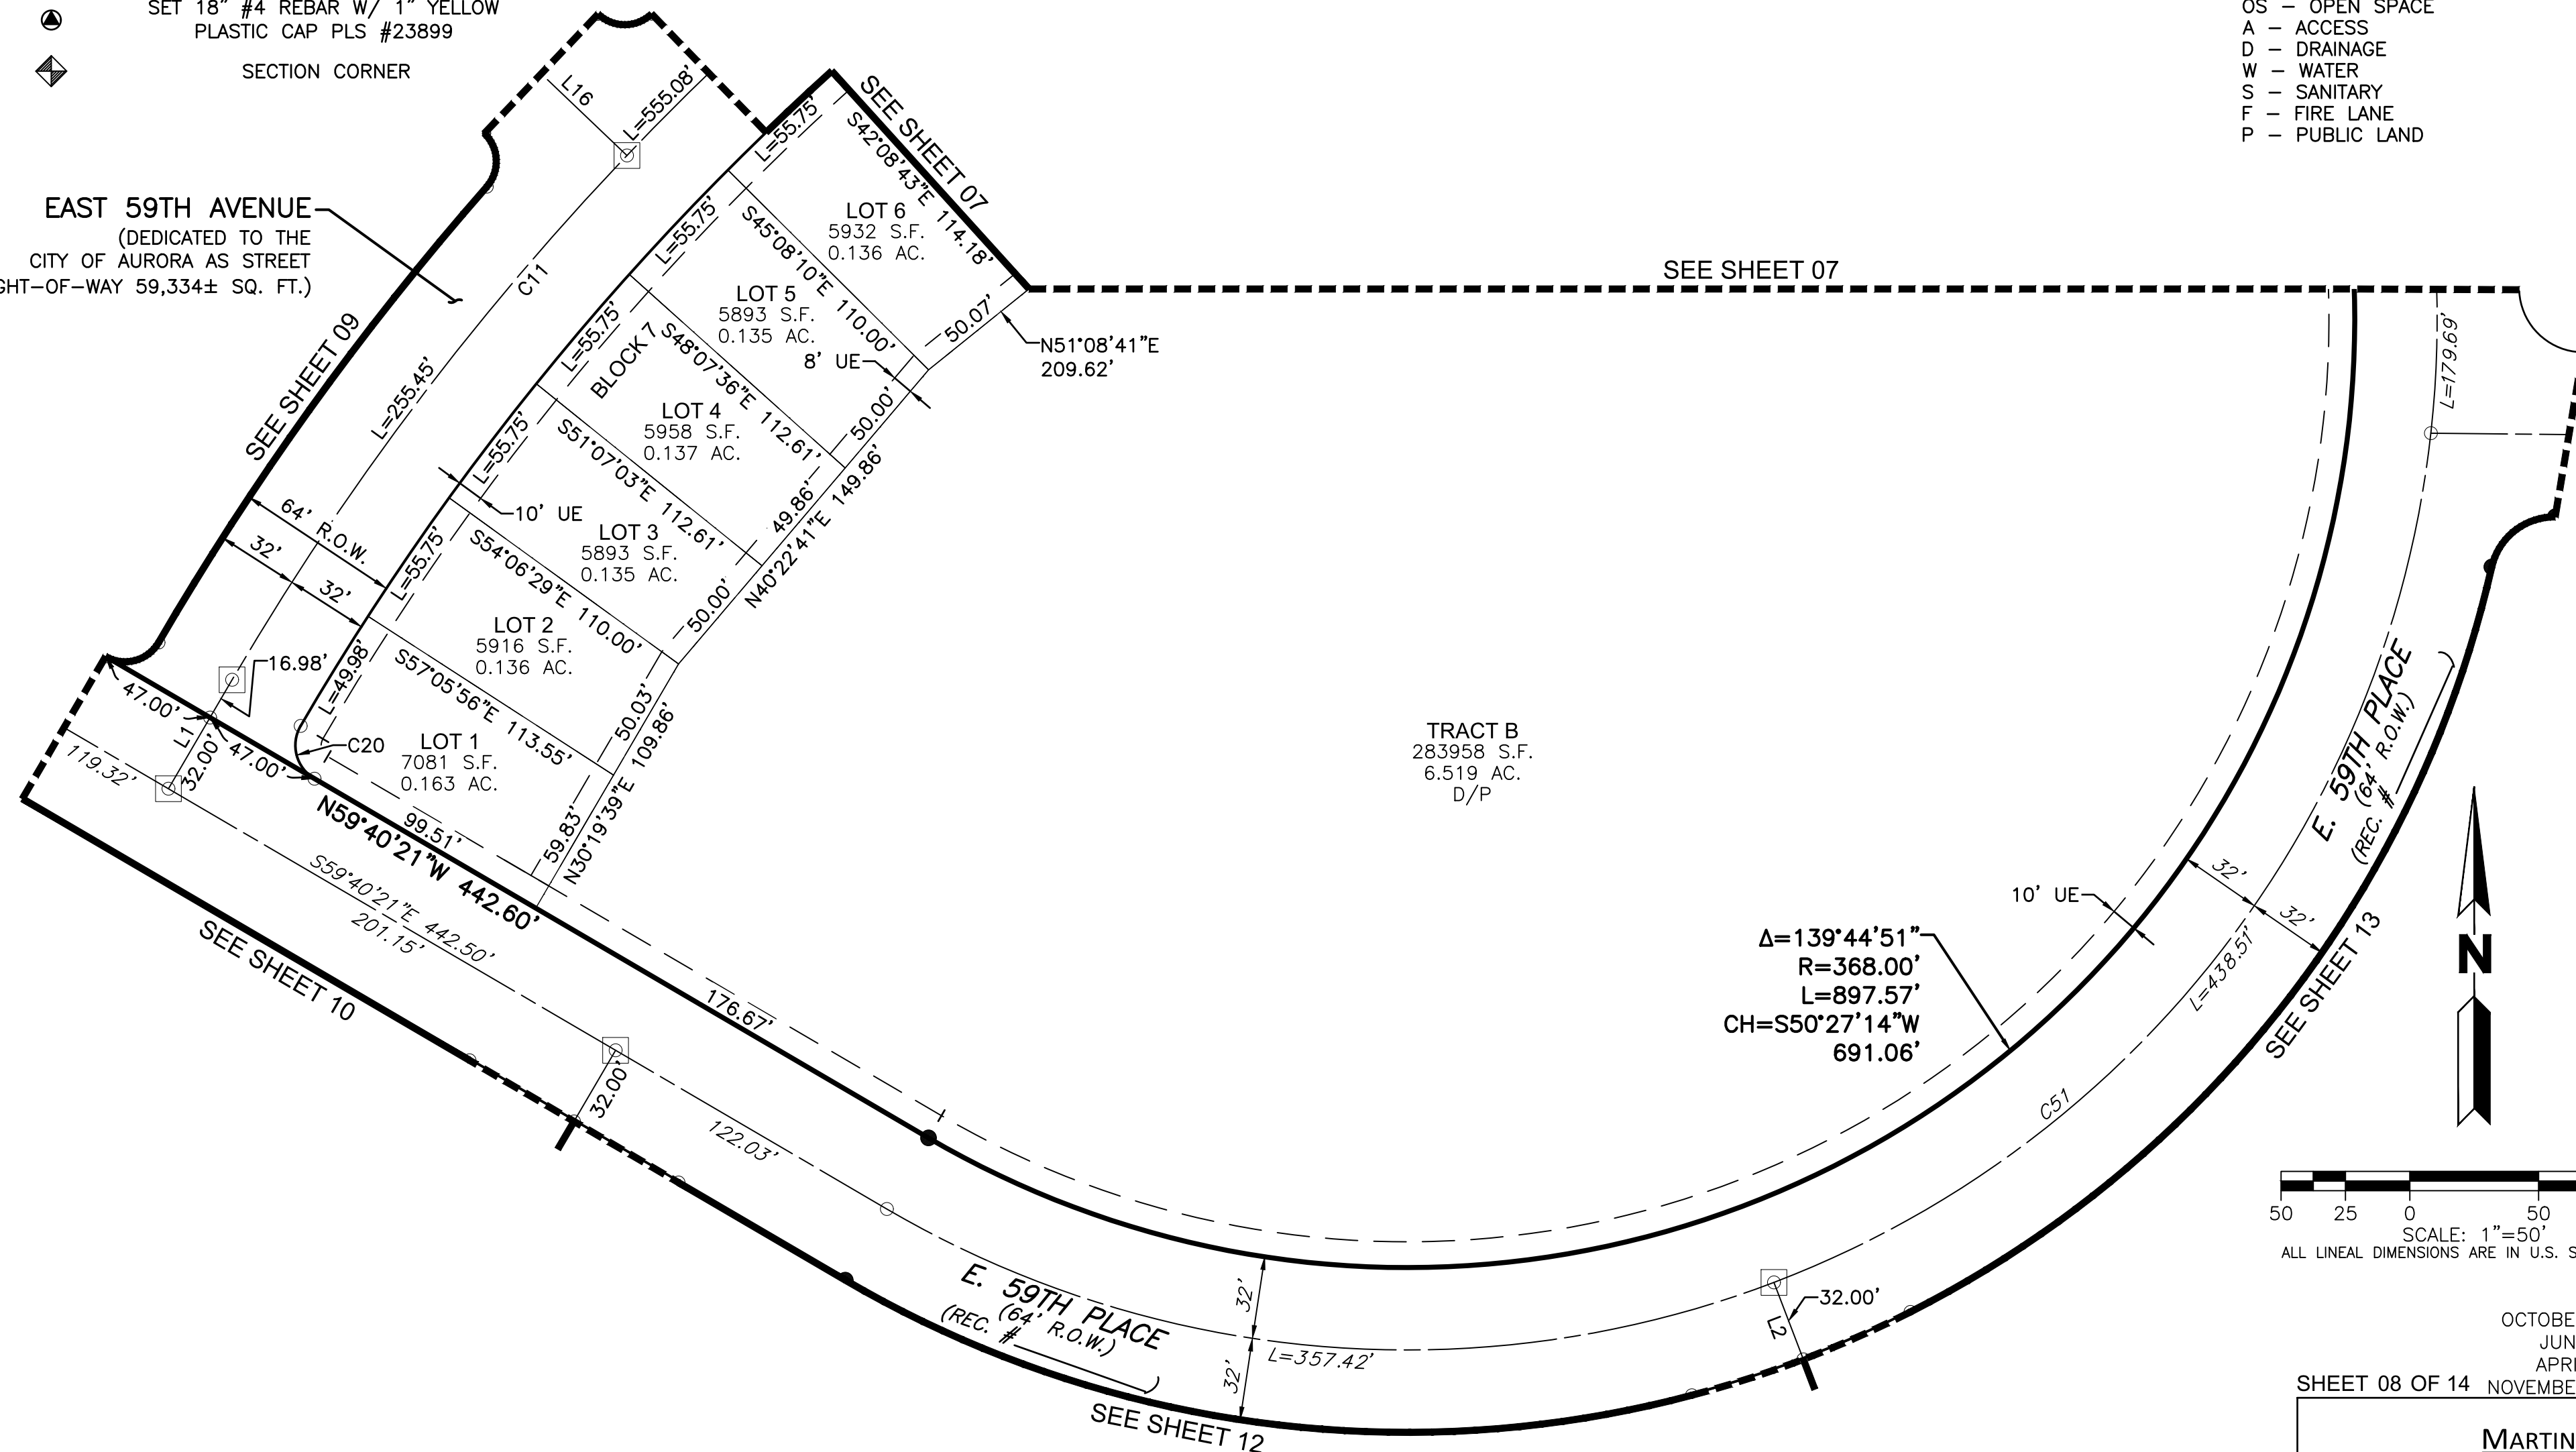 SET 18" #4 REBAR W/ 1" YELLOW
PLASTIC CAP PLS #23899
SECTION CORNER
OS – OPEN SPACE
A – ACCESS
D – DRAINAGE
W – WATER
S – SANITARY
F – FIRE LANE
P – PUBLIC LAND
EAST 59TH AVENUE
(DEDICATED TO THE
CITY OF AURORA AS STREET
GHT-OF-WAY 59,334± SQ. FT.)
L16
L=555.08'
C11
L=255.45'
SEE SHEET 09
64' R.O.W.
32'
32'
16.98'
47.00'
47.00'
L1
32.00'
C20
119.32'
SEE SHEET 07
SEE SHEET 07
L=55.75'
L=55.75'
L=55.75'
L=55.75'
L=55.75'
L=49.98'
BLOCK 7
S42°08'43"E 114.18'
LOT 6
5932 S.F.
0.136 AC.
S45°08'10"E 110.00'
LOT 5
5893 S.F.
0.135 AC.
S48°07'36"E 112.61'
LOT 4
5958 S.F.
0.137 AC.
S51°07'03"E 112.61'
LOT 3
5893 S.F.
0.135 AC.
S54°06'29"E 110.00'
LOT 2
5916 S.F.
0.136 AC.
S57°05'56"E 113.55'
LOT 1
7081 S.F.
0.163 AC.
10' UE
8' UE
50.07'
N51°08'41"E
209.62'
50.00'
49.86'
N40°22'41"E 149.86'
50.00'
50.03'
N30°19'39"E 109.86'
59.83'
99.51'
N59°40'21"W 442.60'
S59°40'21"E 442.50'
201.15'
SEE SHEET 10
176.67'
32.00'
122.03'
TRACT B
283958 S.F.
6.519 AC.
D/P
10' UE
Δ=139°44'51"
R=368.00'
L=897.57'
CH=S50°27'14"W
691.06'
L=179.69'
E. 59TH PLACE
(64' R.O.W.)
(REC. #
)
32'
32'
L=438.51'
SEE SHEET 13
C51
E. 59TH PLACE
(64' R.O.W.)
(REC. #
)
32'
32'
L=357.42'
SEE SHEET 12
32.00'
L2
N
50 25 0 50
SCALE: 1"=50'
ALL LINEAL DIMENSIONS ARE IN U.S. S
OCTOBE
JUN
APRI
NOVEMBE
SHEET 08 OF 14
MARTIN